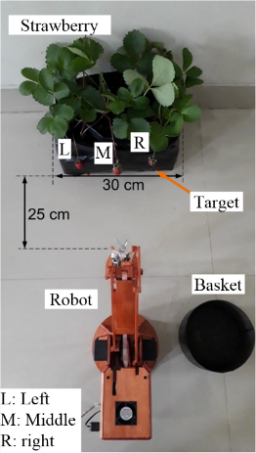 Strawberry
L
M
R
30 cm
Target
25 cm
Robot
Basket
L: Left
M: Middle
R: right